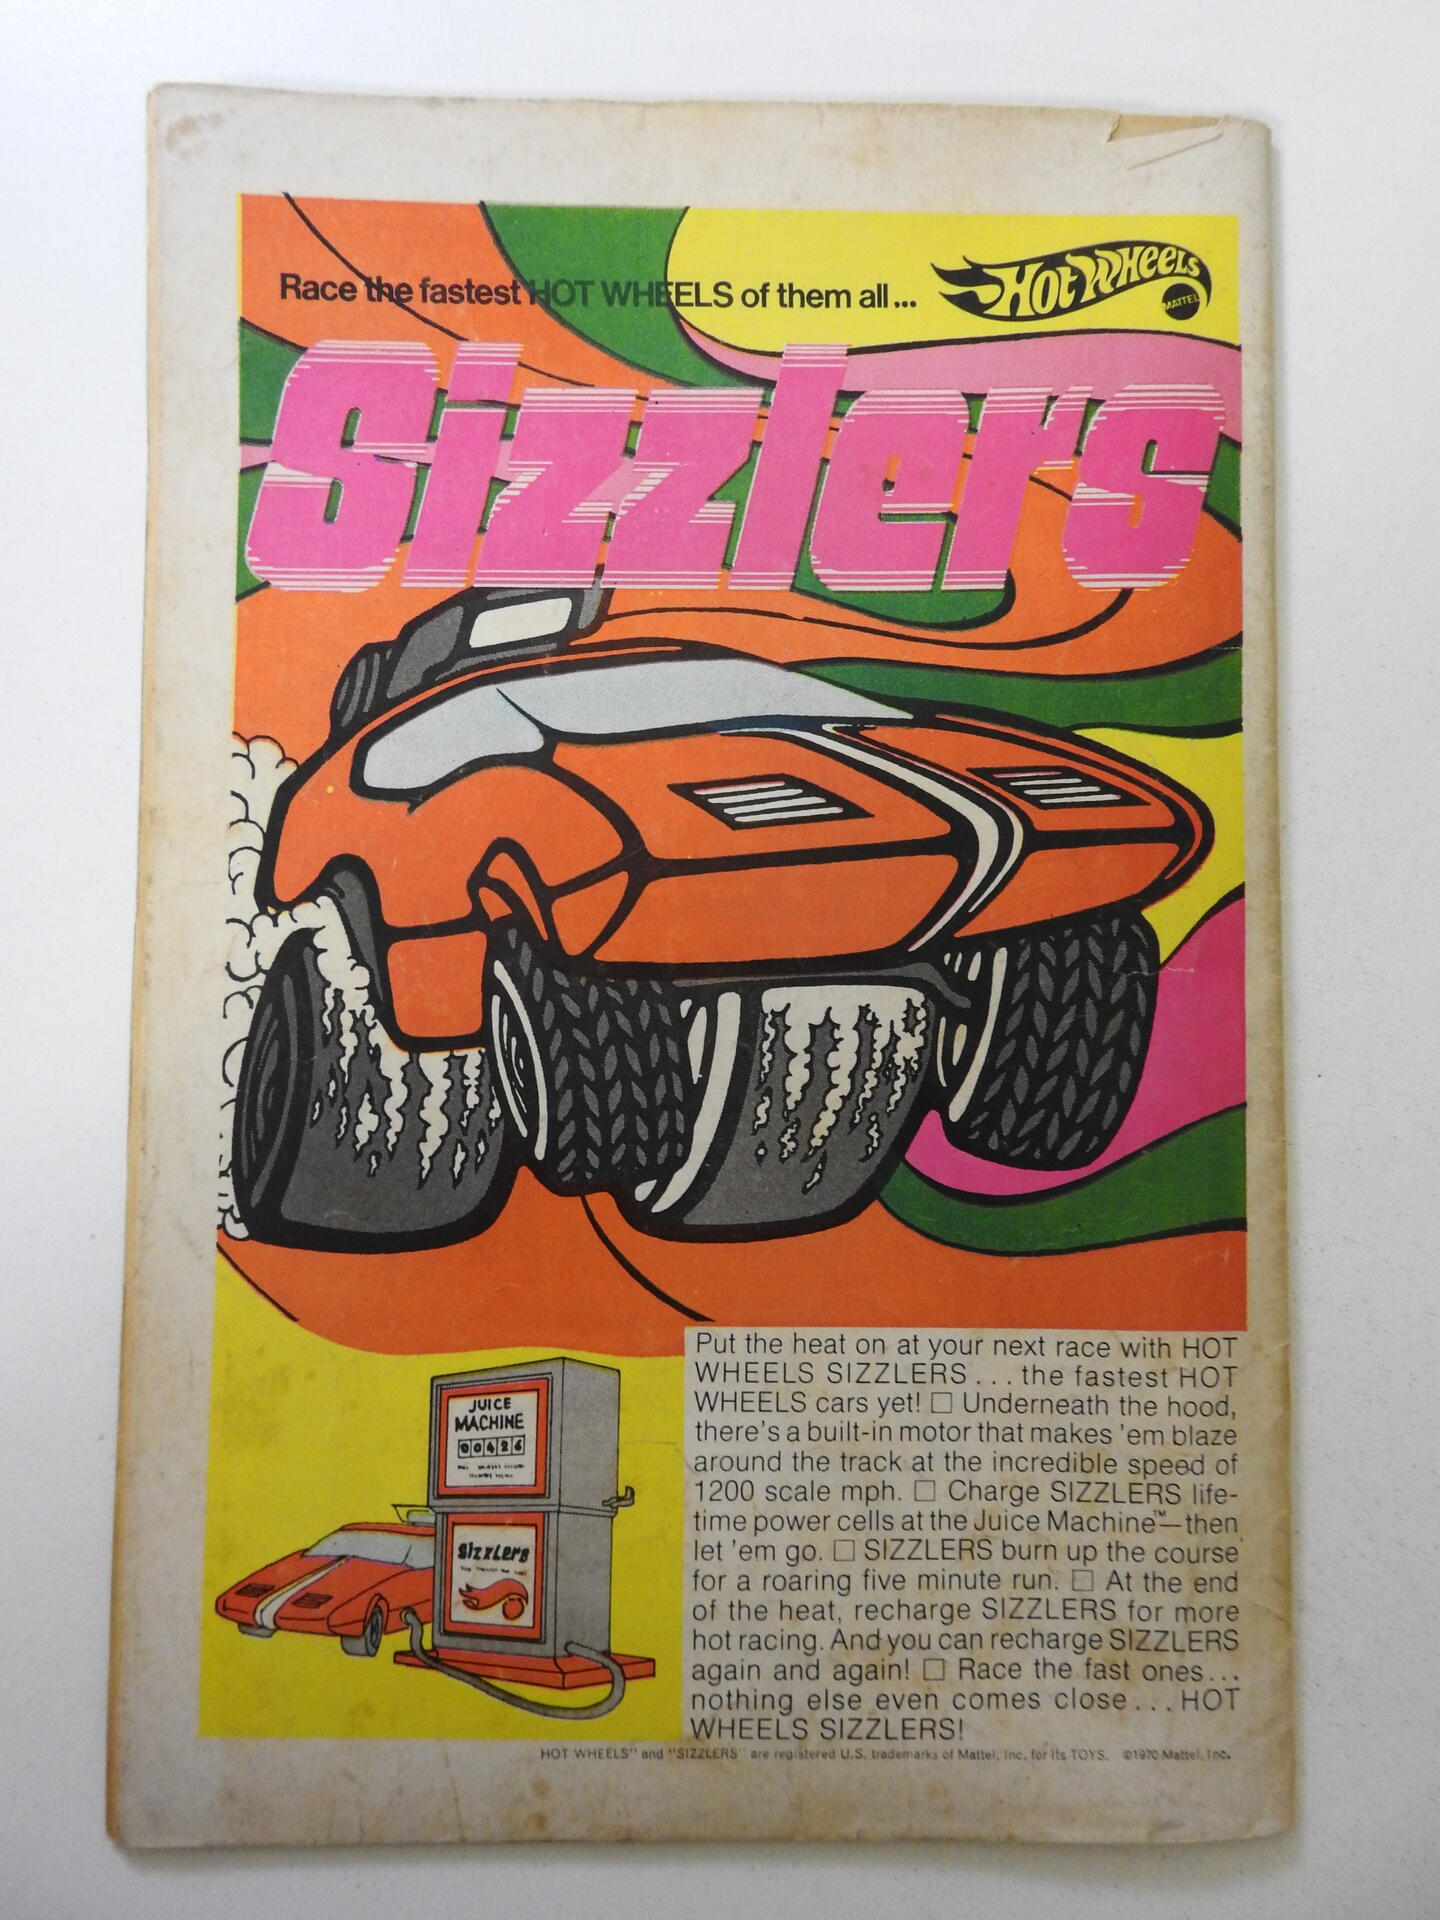 Race the fastest HOT WHEELS of them all...
Hot Wheels
MATTEL
Sizzlers
Put the heat on at your next race with HOT
WHEELS SIZZLERS... the fastest HOT
WHEELS cars yet! □ Underneath the hood,
there's a built-in motor that makes 'em blaze
around the track at the incredible speed of
1200 scale mph. □ Charge SIZZLERS life-
time power cells at the Juice Machine™—then
let 'em go. □ SIZZLERS burn up the course
for a roaring five minute run. □ At the end
of the heat, recharge SIZZLERS for more
hot racing. And you can recharge SIZZLERS
again and again! □ Race the fast ones...
nothing else even comes close... HOT
WHEELS SIZZLERS!
JUICE
MACHINE
00426
Sizzlers
HOT WHEELS" and "SIZZLERS" are registered U.S. trademarks of Mattel, Inc. for its TOYS. ©1970 Mattel, Inc.